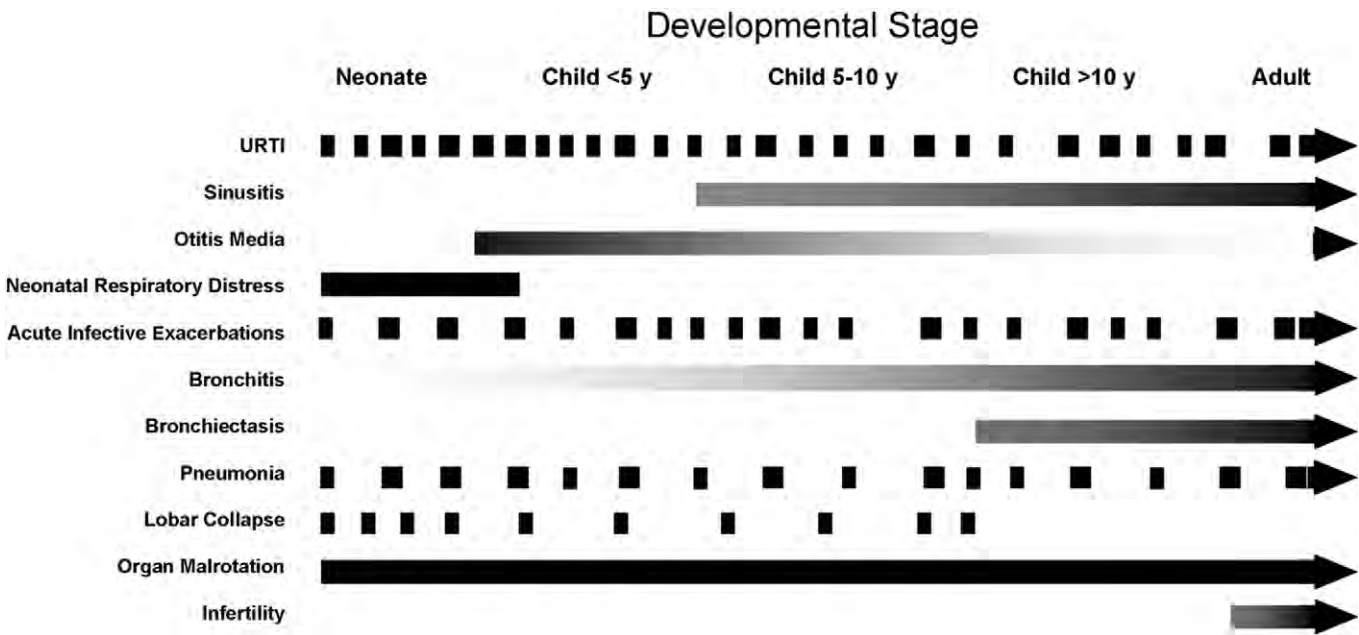 Developmental Stage
Neonate Child <5 y Child 5-10 y Child >10 y Adult
URTI
Sinusitis
Otitis Media
Neonatal Respiratory Distress
Acute Infective Exacerbations
Bronchitis
Bronchiectasis
Pneumonia
Lobar Collapse
Organ Malrotation
Infertility